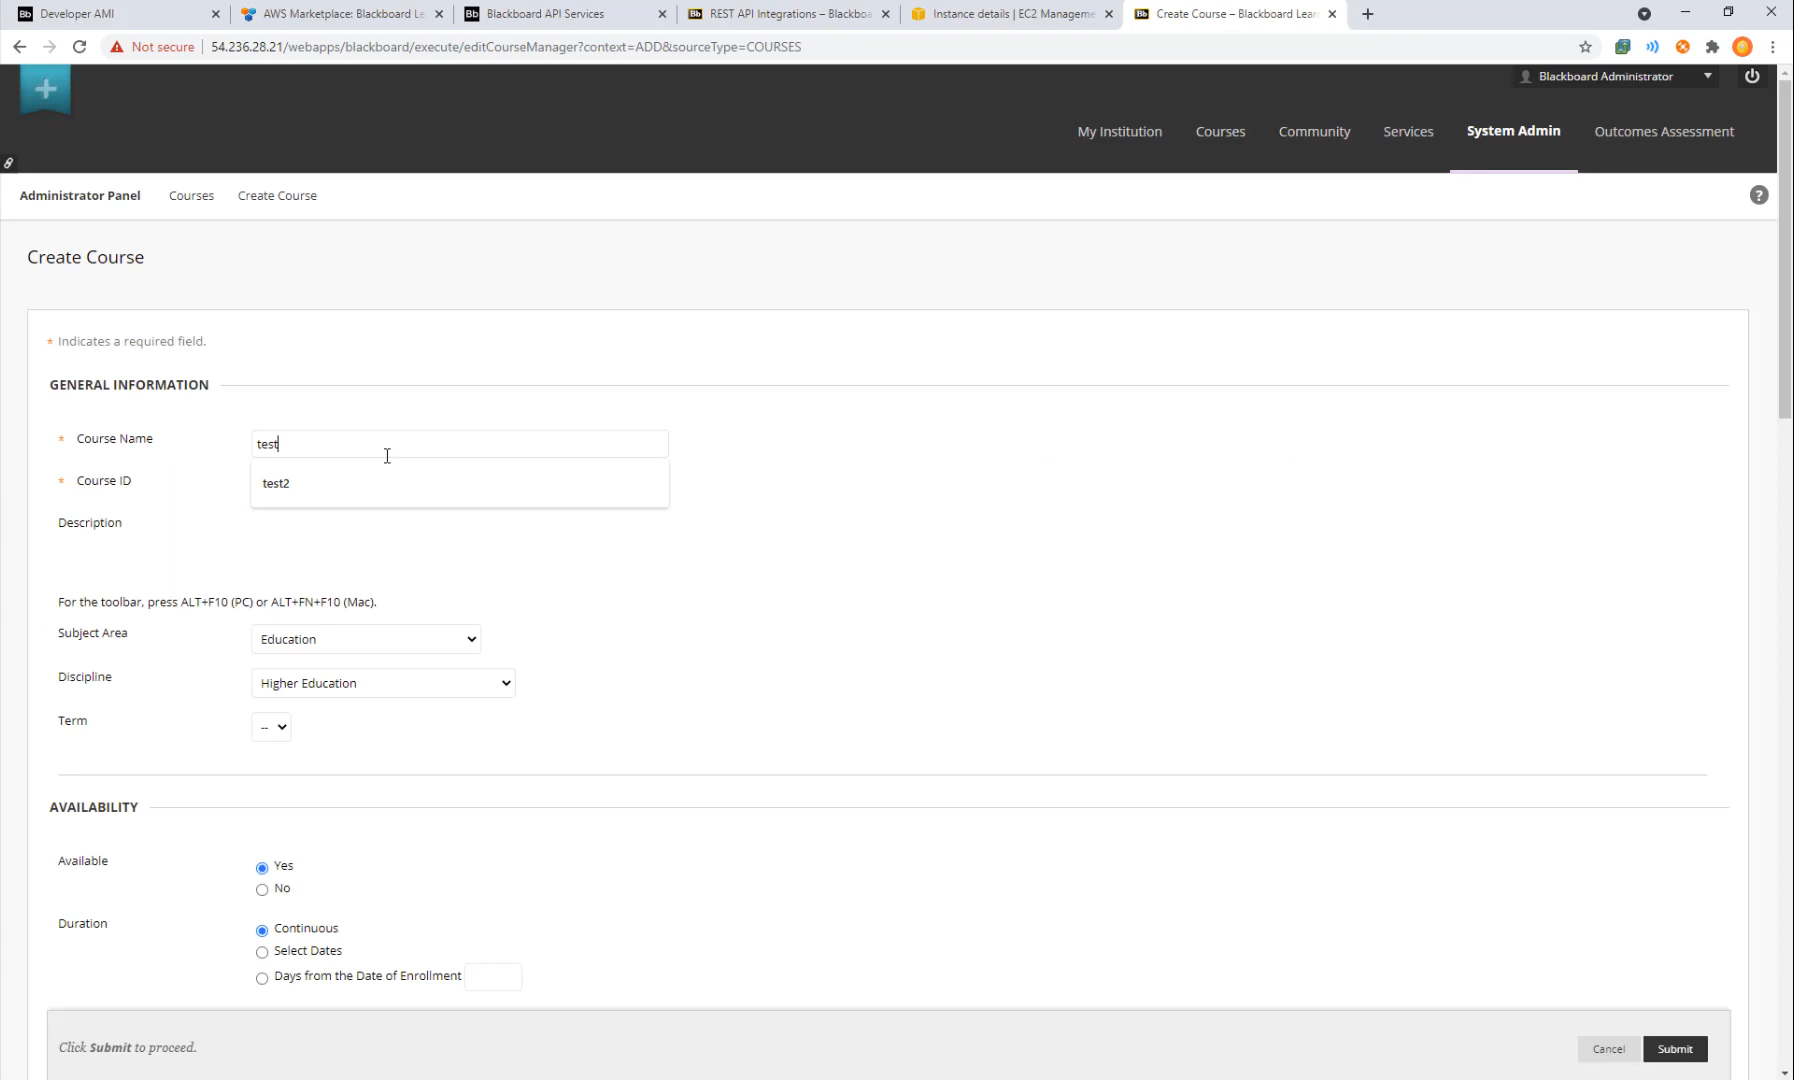 Bb Developer AMI
AWS Marketplace: Blackboard Le
Bb Blackboard API Services
Bb REST API Integrations – Blackboa
Instance details | EC2 Manageme
Bb Create Course – Blackboard Lear
Not secure 54.236.28.21/webapps/blackboard/execute/editCourseManager?context=ADD&sourceType=COURSES
Blackboard Administrator
My Institution Courses Community Services System Admin Outcomes Assessment
Administrator Panel Courses Create Course ?
Create Course
* Indicates a required field.
GENERAL INFORMATION
* Course Name test
* Course ID test2
Description
For the toolbar, press ALT+F10 (PC) or ALT+FN+F10 (Mac).
Subject Area Education
Discipline Higher Education
Term --
AVAILABILITY
Available Yes
No
Duration Continuous
Select Dates
Days from the Date of Enrollment
Click Submit to proceed. Cancel Submit